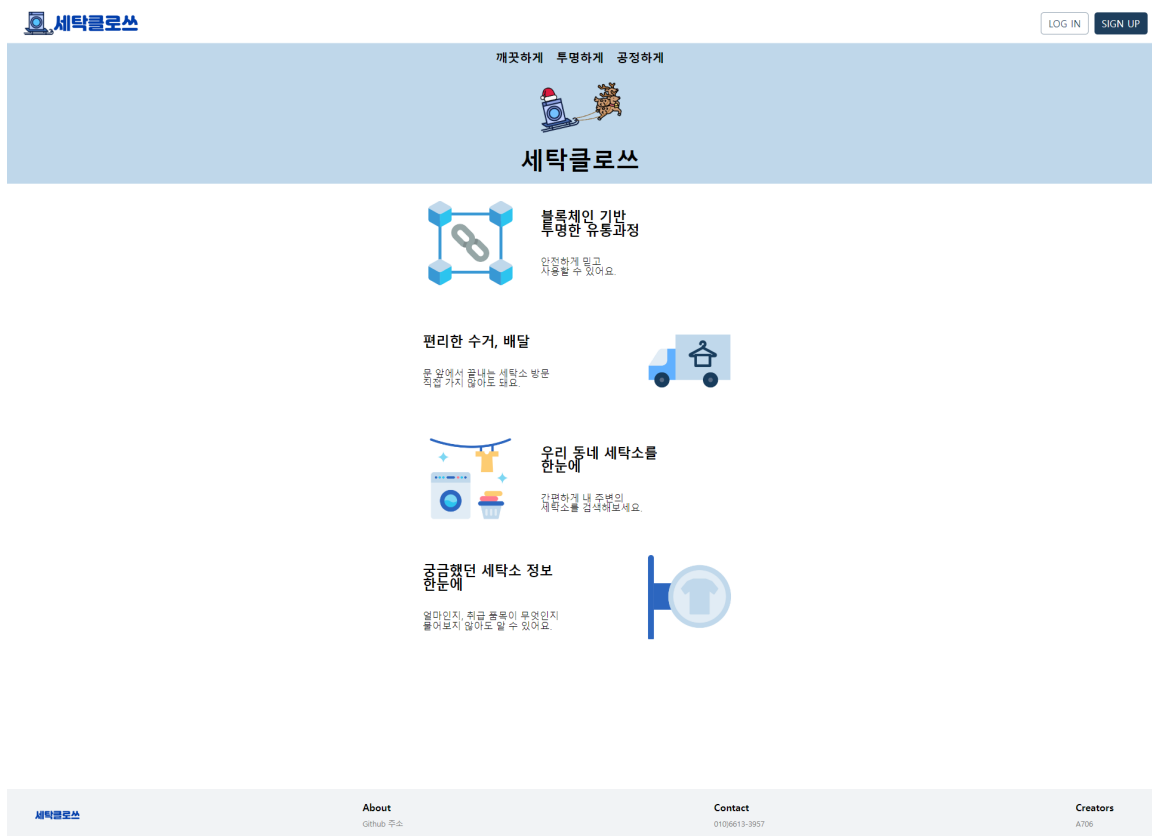 세탁클로쓰
LOG IN
SIGN UP
깨끗하게 투명하게 공정하게
세탁클로쓰
블록체인 기반
투명한 유통과정
안전하게 믿고
사용할 수 있어요.
편리한 수거, 배달
문 앞에서 끝내는 세탁소 방문
직접 가지 않아도 돼요.
우리 동네 세탁소를
한눈에
간편하게 내 주변의
세탁소를 검색해보세요.
궁금했던 세탁소 정보
한눈에
얼마인지, 취급 품목이 무엇인지
물어보지 않아도 알 수 있어요.
세탁클로쓰
About
Github 주소
Contact
010)6613-3957
Creators
A706